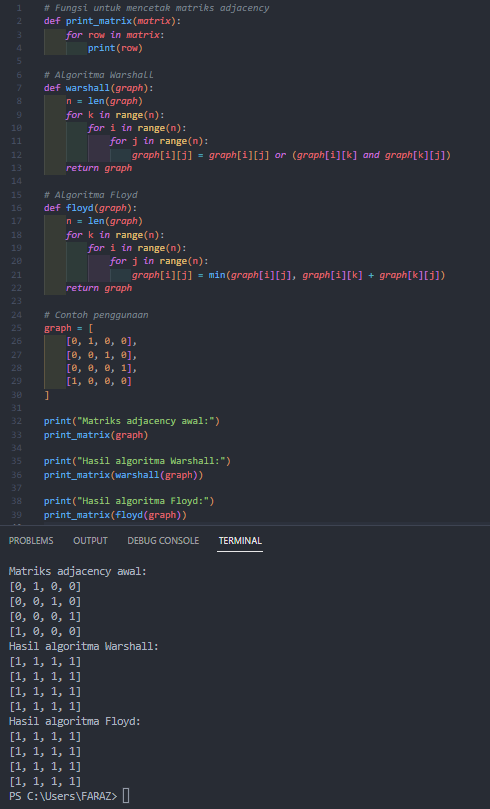 1 # Fungsi untuk mencetak matriks adjacency
2 def print_matrix(matrix):
3     for row in matrix:
4         print(row)
5
6 # Algoritma Warshall
7 def warshall(graph):
8     n = len(graph)
9     for k in range(n):
10         for i in range(n):
11             for j in range(n):
12                 graph[i][j] = graph[i][j] or (graph[i][k] and graph[k][j])
13     return graph
14
15 # Algoritma Floyd
16 def floyd(graph):
17     n = len(graph)
18     for k in range(n):
19         for i in range(n):
20             for j in range(n):
21                 graph[i][j] = min(graph[i][j], graph[i][k] + graph[k][j])
22     return graph
23
24 # Contoh penggunaan
25 graph = [
26     [0, 1, 0, 0],
27     [0, 0, 1, 0],
28     [0, 0, 0, 1],
29     [1, 0, 0, 0]
30 ]
31
32 print("Matriks adjacency awal:")
33 print_matrix(graph)
34
35 print("Hasil algoritma Warshall:")
36 print_matrix(warshall(graph))
37
38 print("Hasil algoritma Floyd:")
39 print_matrix(floyd(graph))
PROBLEMS OUTPUT DEBUG CONSOLE TERMINAL
Matriks adjacency awal:
[0, 1, 0, 0]
[0, 0, 1, 0]
[0, 0, 0, 1]
[1, 0, 0, 0]
Hasil algoritma Warshall:
[1, 1, 1, 1]
[1, 1, 1, 1]
[1, 1, 1, 1]
[1, 1, 1, 1]
Hasil algoritma Floyd:
[1, 1, 1, 1]
[1, 1, 1, 1]
[1, 1, 1, 1]
[1, 1, 1, 1]
PS C:\Users\FARAZ>